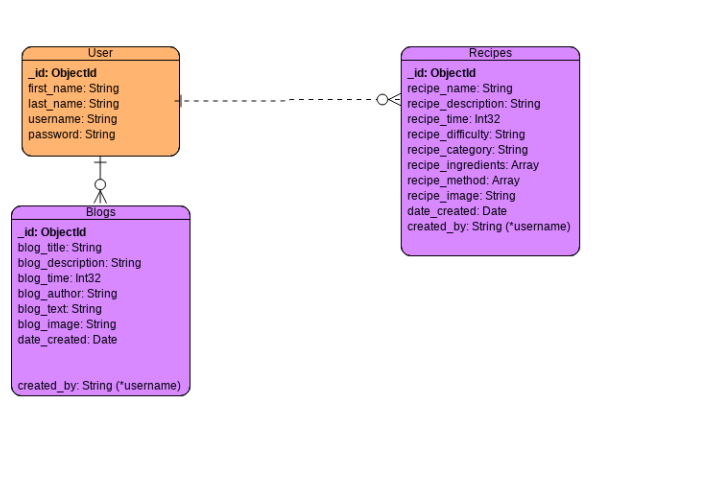 User
_id: ObjectId
first_name: String
last_name: String
username: String
password: String
Recipes
_id: ObjectId
recipe_name: String
recipe_description: String
recipe_time: Int32
recipe_difficulty: String
recipe_category: String
recipe_ingredients: Array
recipe_method: Array
recipe_image: String
date_created: Date
created_by: String (*username)
Blogs
_id: ObjectId
blog_title: String
blog_description: String
blog_time: Int32
blog_author: String
blog_text: String
blog_image: String
date_created: Date
created_by: String (*username)